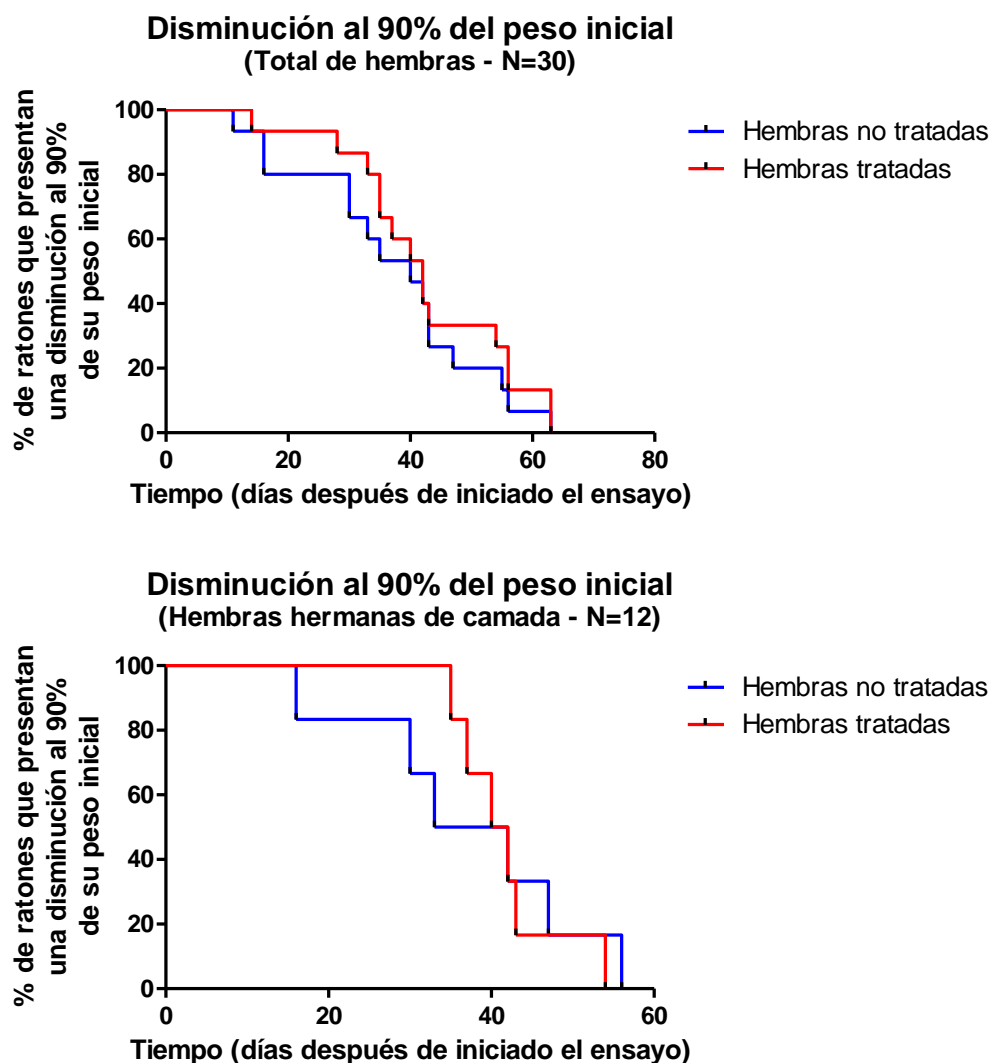 Disminución al 90% del peso inicial
(Total de hembras - N=30)
% de ratones que presentan
una disminución al 90%
de su peso inicial
100
80
60
40
20
0
0 20 40 60 80
Tiempo (días después de iniciado el ensayo)
Hembras no tratadas
Hembras tratadas
Disminución al 90% del peso inicial
(Hembras hermanas de camada - N=12)
% de ratones que presentan
una disminución al 90%
de su peso inicial
100
80
60
40
20
0
0 20 40 60
Tiempo (días después de iniciado el ensayo)
Hembras no tratadas
Hembras tratadas